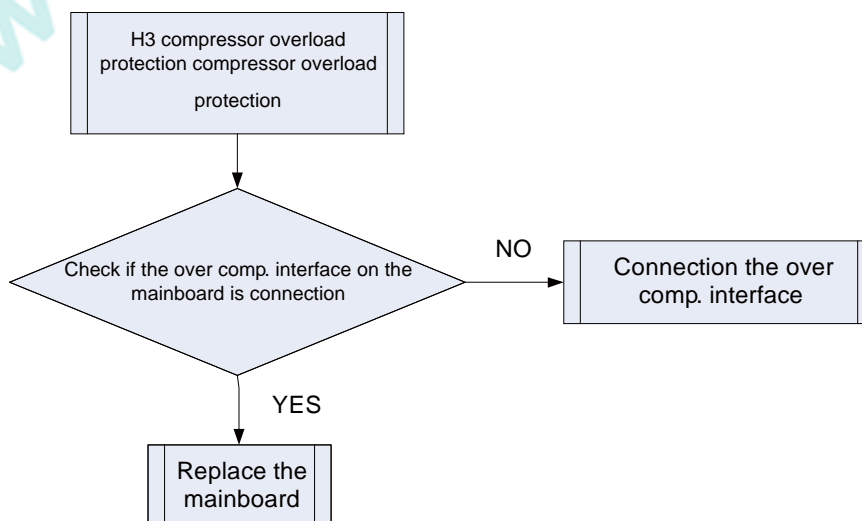 H3 compressor overload
protection compressor overload
protection
Check if the over comp. interface on the
mainboard is connection
NO
Connection the over
comp. interface
YES
Replace the
mainboard